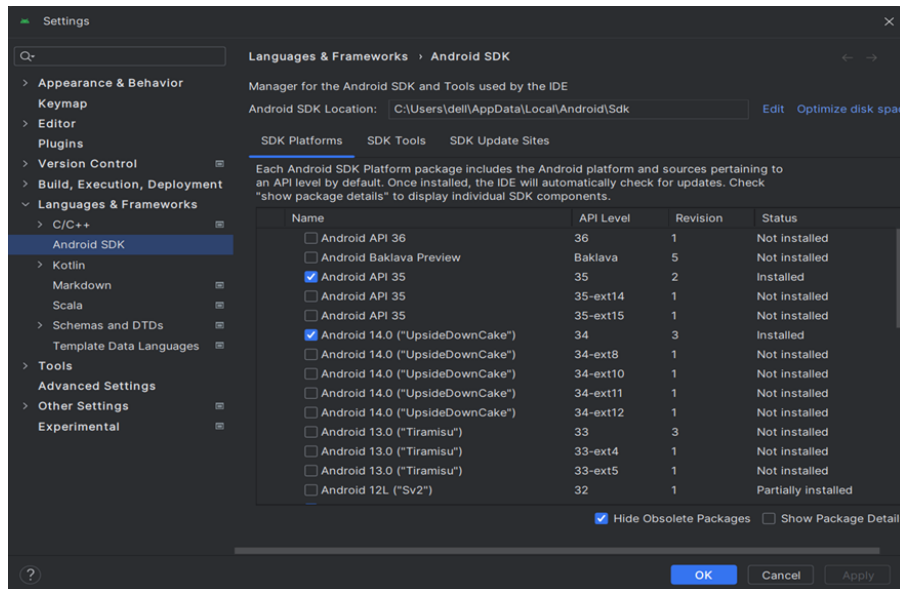 Settings
Languages & Frameworks › Android SDK
Appearance & Behavior
Keymap
Editor
Plugins
Version Control
Build, Execution, Deployment
Languages & Frameworks
C/C++
Android SDK
Kotlin
Markdown
Scala
Schemas and DTDs
Template Data Languages
Tools
Advanced Settings
Other Settings
Experimental
Manager for the Android SDK and Tools used by the IDE
Android SDK Location: C:\Users\dell\AppData\Local\Android\Sdk Edit Optimize disk spac
SDK Platforms SDK Tools SDK Update Sites
Each Android SDK Platform package includes the Android platform and sources pertaining to
an API level by default. Once installed, the IDE will automatically check for updates. Check
"show package details" to display individual SDK components.
Name API Level Revision Status
Android API 36 36 1 Not installed
Android Baklava Preview Baklava 5 Not installed
Android API 35 35 2 Installed
Android API 35 35-ext14 1 Not installed
Android API 35 35-ext15 1 Not installed
Android 14.0 ("UpsideDownCake") 34 3 Installed
Android 14.0 ("UpsideDownCake") 34-ext8 1 Not installed
Android 14.0 ("UpsideDownCake") 34-ext10 1 Not installed
Android 14.0 ("UpsideDownCake") 34-ext11 1 Not installed
Android 14.0 ("UpsideDownCake") 34-ext12 1 Not installed
Android 13.0 ("Tiramisu") 33 3 Not installed
Android 13.0 ("Tiramisu") 33-ext4 1 Not installed
Android 13.0 ("Tiramisu") 33-ext5 1 Not installed
Android 12L ("Sv2") 32 1 Partially installed
Hide Obsolete Packages Show Package Detail
? OK Cancel Apply